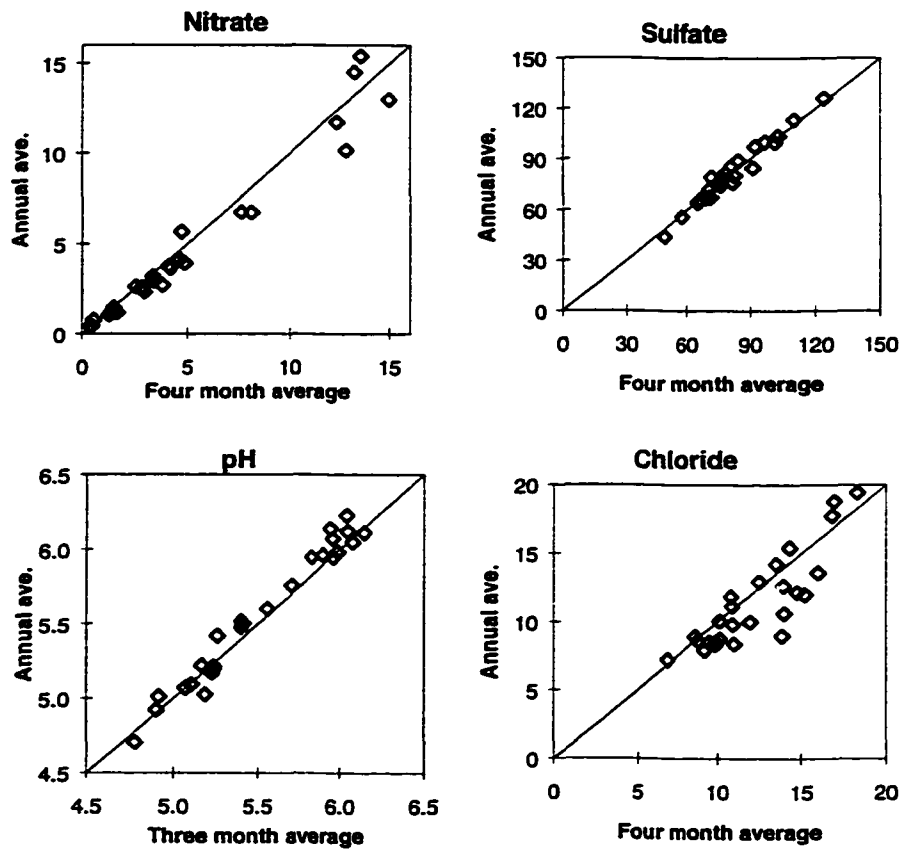 Nitrate
15
10
5
0
Annual ave.
0 5 10 15
Four month average
Sulfate
150
120
90
60
30
0
Annual ave.
0 30 60 90 120 150
Four month average
pH
6.5
6.0
5.5
5.0
4.5
Annual ave.
4.5 5.0 5.5 6.0 6.5
Three month average
Chloride
20
15
10
5
0
Annual ave.
0 5 10 15 20
Four month average